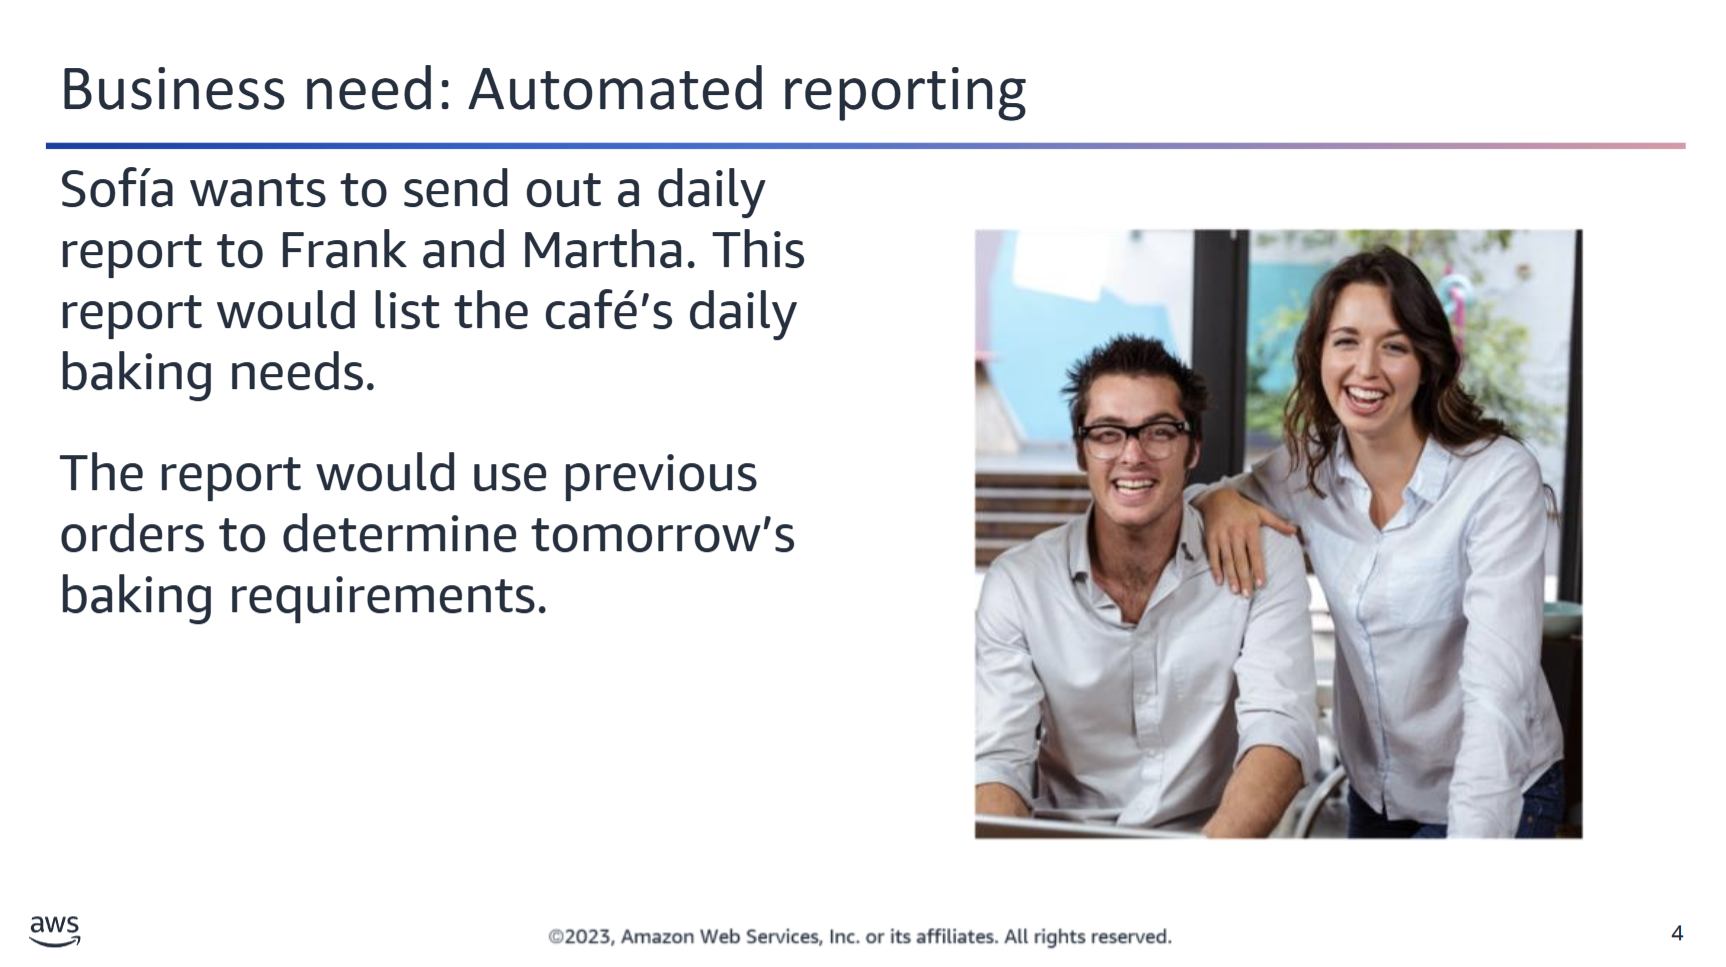 Business need: Automated reporting
Sofía wants to send out a daily
report to Frank and Martha. This
report would list the café’s daily
baking needs.
The report would use previous
orders to determine tomorrow’s
baking requirements.
aws
©2023, Amazon Web Services, Inc. or its affiliates. All rights reserved.
4